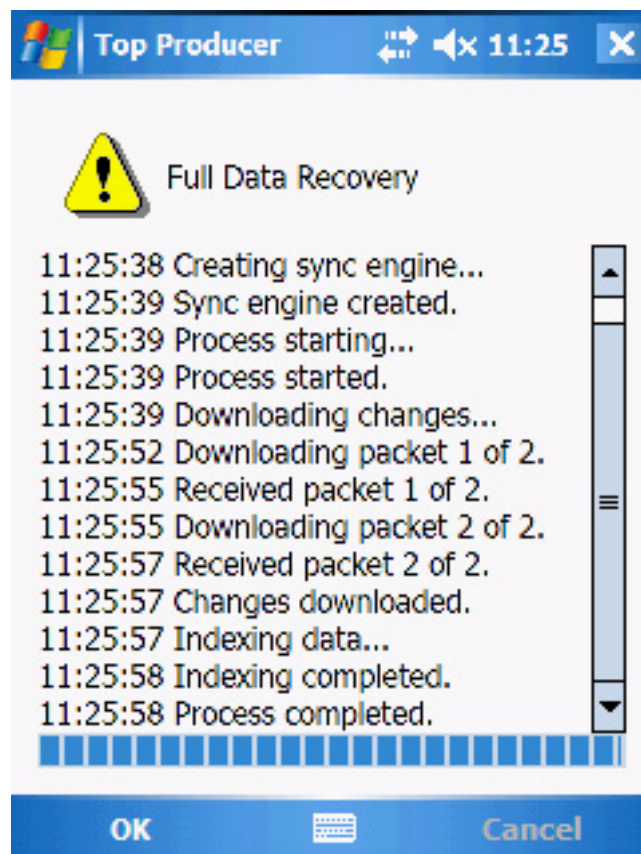 Top Producer 11:25
Full Data Recovery
11:25:38 Creating sync engine...
11:25:39 Sync engine created.
11:25:39 Process starting...
11:25:39 Process started.
11:25:39 Downloading changes...
11:25:52 Downloading packet 1 of 2.
11:25:55 Received packet 1 of 2.
11:25:55 Downloading packet 2 of 2.
11:25:57 Received packet 2 of 2.
11:25:57 Changes downloaded.
11:25:57 Indexing data...
11:25:58 Indexing completed.
11:25:58 Process completed.
OK Cancel